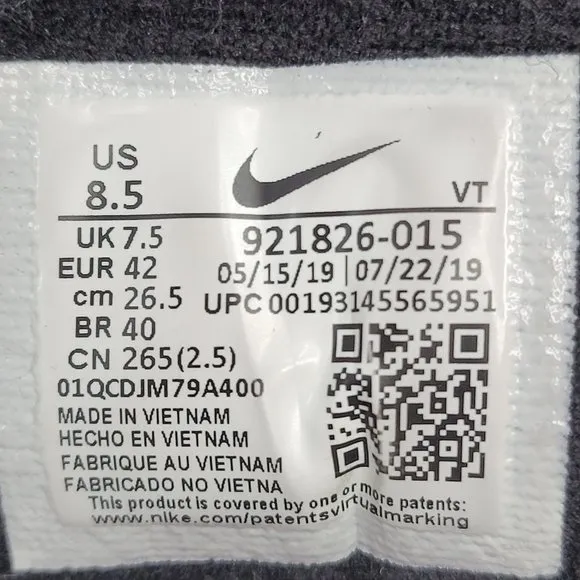 US
8.5
VT
UK 7.5
921826-015
EUR 42
05/15/19 | 07/22/19
cm 26.5
UPC 00193145565951
BR 40
CN 265(2.5)
01QCDJM79A400
MADE IN VIETNAM
HECHO EN VIETNAM
FABRIQUE AU VIETNAM
FABRICADO NO VIETNA
This product is covered by one or more patents:
www.nike.com/patentsvirtualmarking